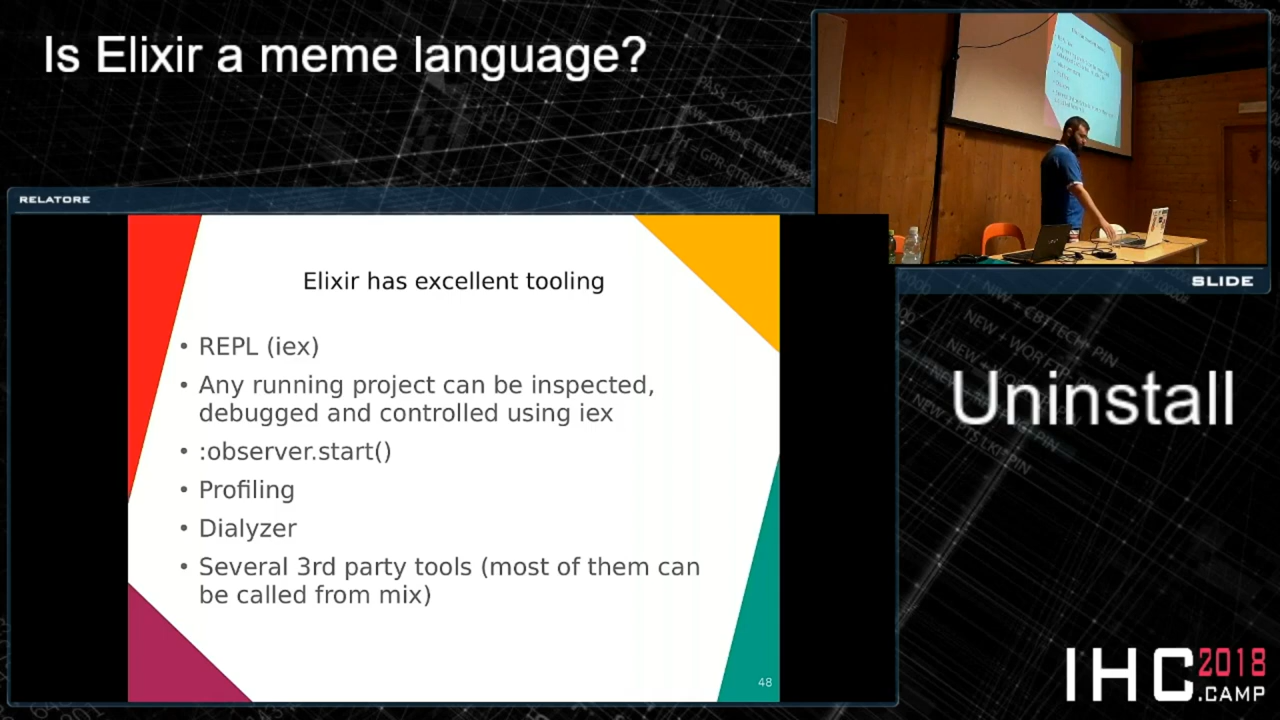 Is Elixir a meme language?
RELATORE
Elixir has excellent tooling
• REPL (iex)
• Any running project can be inspected,
debugged and controlled using iex
• :observer.start()
• Profiling
• Dialyzer
• Several 3rd party tools (most of them can
be called from mix)
48
SLIDE
Uninstall
IHC2018
.CAMP